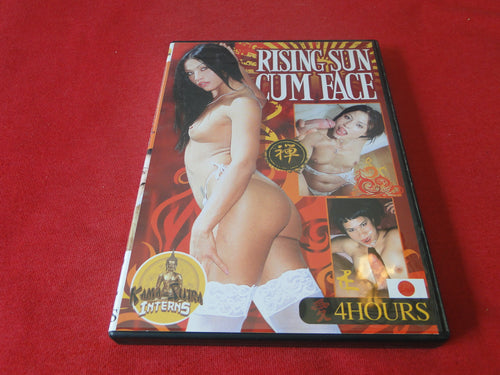 RISING SUN
CUM FACE
禅
KAMA SUTRA
INTERNS
4HOURS